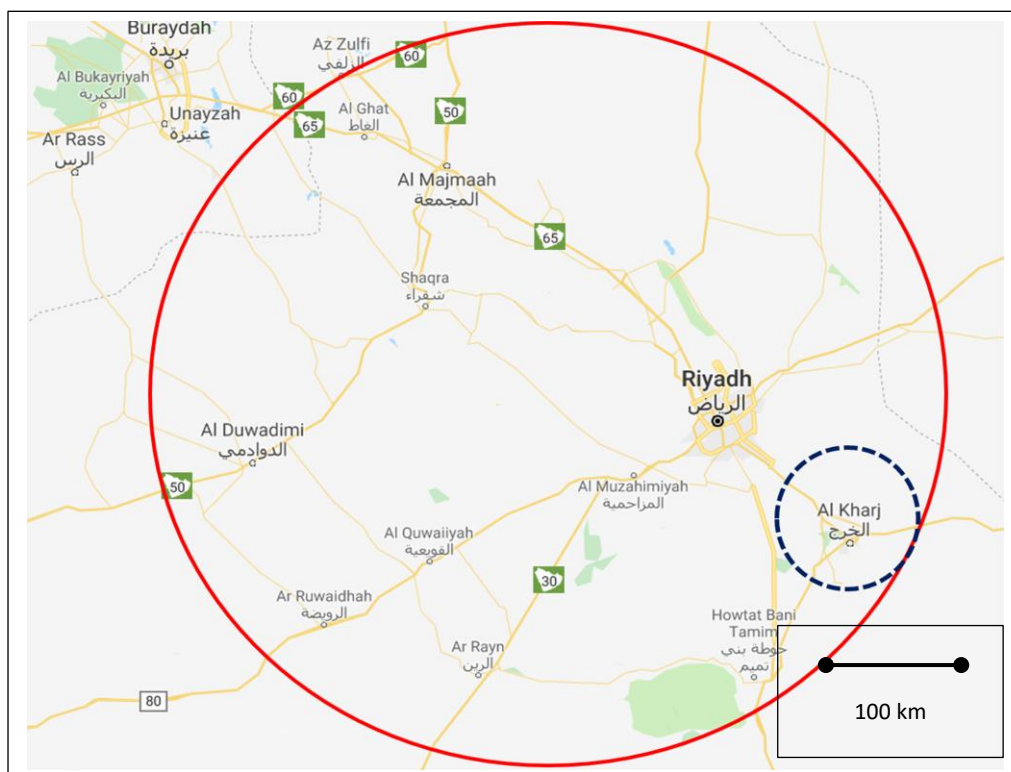 Buraydah
بريدة
Az Zulfi
الزلفي
60
Al Bukayriyah
البكيرية
60
Al Ghat
الغاط
50
Unayzah
عنيزة
65
Ar Rass
الرس
Al Majmaah
المجمعة
65
Shaqra
شقراء
Riyadh
الرياض
Al Duwadimi
الدوادمي
50
Al Muzahimiyah
المزاحمية
Al Kharj
الخرج
Al Quwaiiyah
القويعية
30
Ar Ruwaidhah
الرويضة
Howtat Bani
Tamim
حوطة بني
تميم
Ar Rayn
الرين
80
100 km